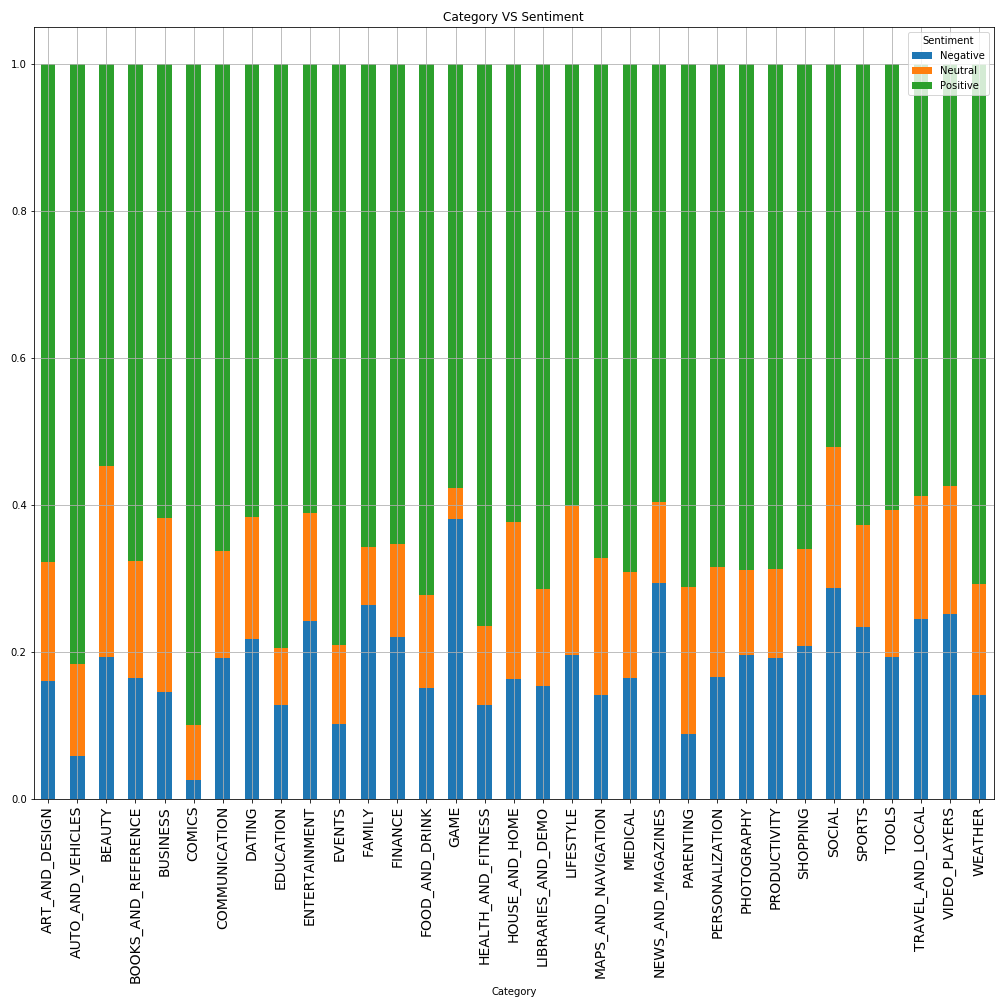 Category VS Sentiment
Sentiment
Negative
Neutral
Positive
1.0
0.8
0.6
0.4
0.2
0.0
ART_AND_DESIGN
AUTO_AND_VEHICLES
BEAUTY
BOOKS_AND_REFERENCE
BUSINESS
COMICS
COMMUNICATION
DATING
EDUCATION
ENTERTAINMENT
EVENTS
FAMILY
FINANCE
FOOD_AND_DRINK
GAME
HEALTH_AND_FITNESS
HOUSE_AND_HOME
LIBRARIES_AND_DEMO
LIFESTYLE
MAPS_AND_NAVIGATION
MEDICAL
NEWS_AND_MAGAZINES
PARENTING
PERSONALIZATION
PHOTOGRAPHY
PRODUCTIVITY
SHOPPING
SOCIAL
SPORTS
TOOLS
TRAVEL_AND_LOCAL
VIDEO_PLAYERS
WEATHER
Category